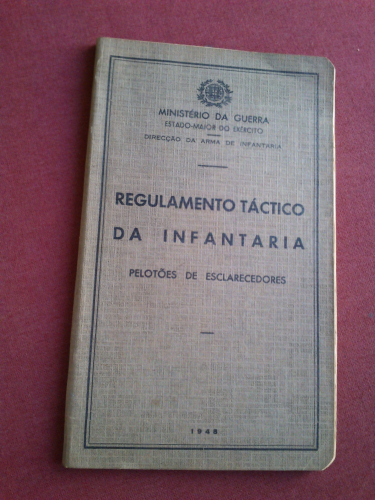 MINISTÉRIO DA GUERRA
ESTADO-MAIOR DO EXÉRCITO
DIRECÇÃO DA ARMA DE INFANTARIA
REGULAMENTO TÁCTICO
DA INFANTARIA
PELOTÕES DE ESCLARECEDORES
1948